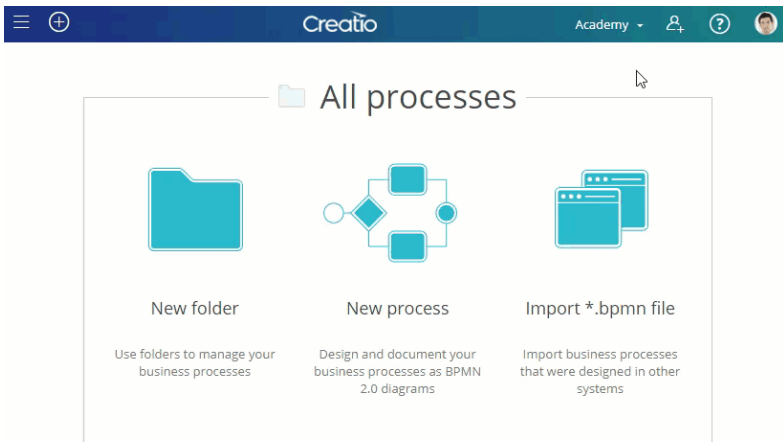 Creatio
Academy
All processes
New folder
Use folders to manage your
business processes
New process
Design and document your
business processes as BPMN
2.0 diagrams
Import *.bpmn file
Import business processes
that were designed in other
systems